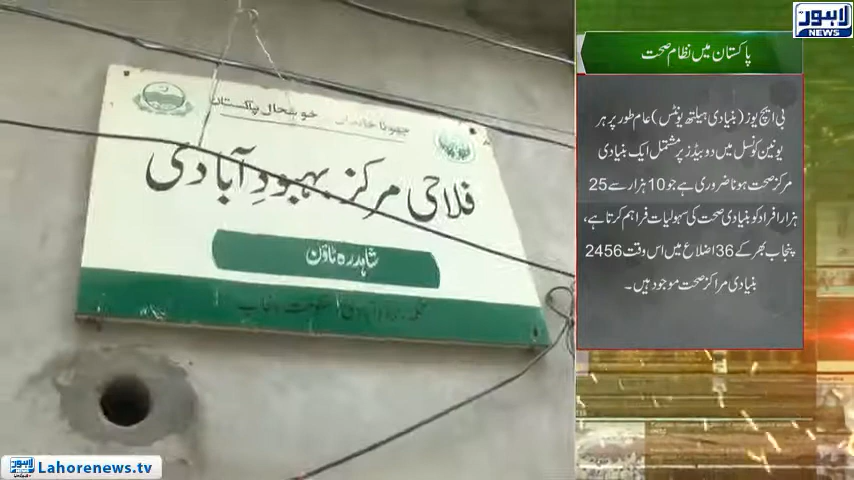 لاہور
NEWS
پاکستان میں نظام صحت
بی ایچ یوز (بنیادی ہیلتھ یونٹس) عام طور پر ہر
یونین کونسل میں دو بیڈز پر مشتمل ایک بنیادی
مرکز صحت ہونا ضروری ہے جو 10 ہزار سے 25
ہزار افراد کو بنیادی صحت کی سہولیات فراہم کرتا ہے،
پنجاب بھر کے 36 اضلاع میں اس وقت 2456
بنیادی مراکز صحت موجود ہیں۔
چھوٹا خاندان خوشحال پاکستان
فلاحی مرکز بہبودِ آبادی
شاہدرہ ٹاؤن
حکومت پنجاب
لاہور
Lahorenews.tv